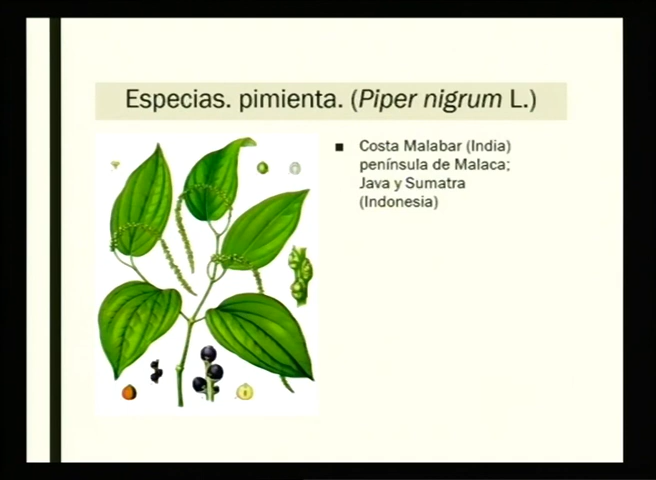 Especias. pimienta. (Piper nigrum L.)
Costa Malabar (India)
península de Malaca;
Java y Sumatra
(Indonesia)